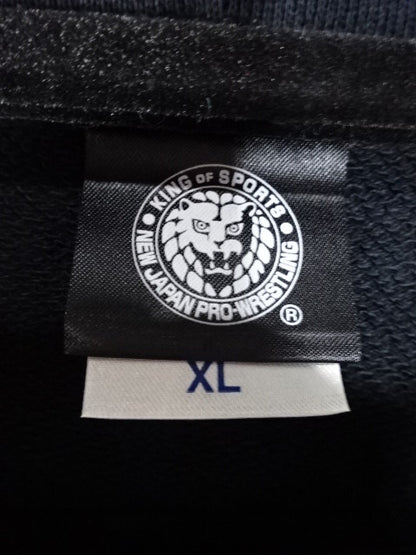 KING OF SPORTS
• NEW JAPAN PRO-WRESTLING •
®
XL